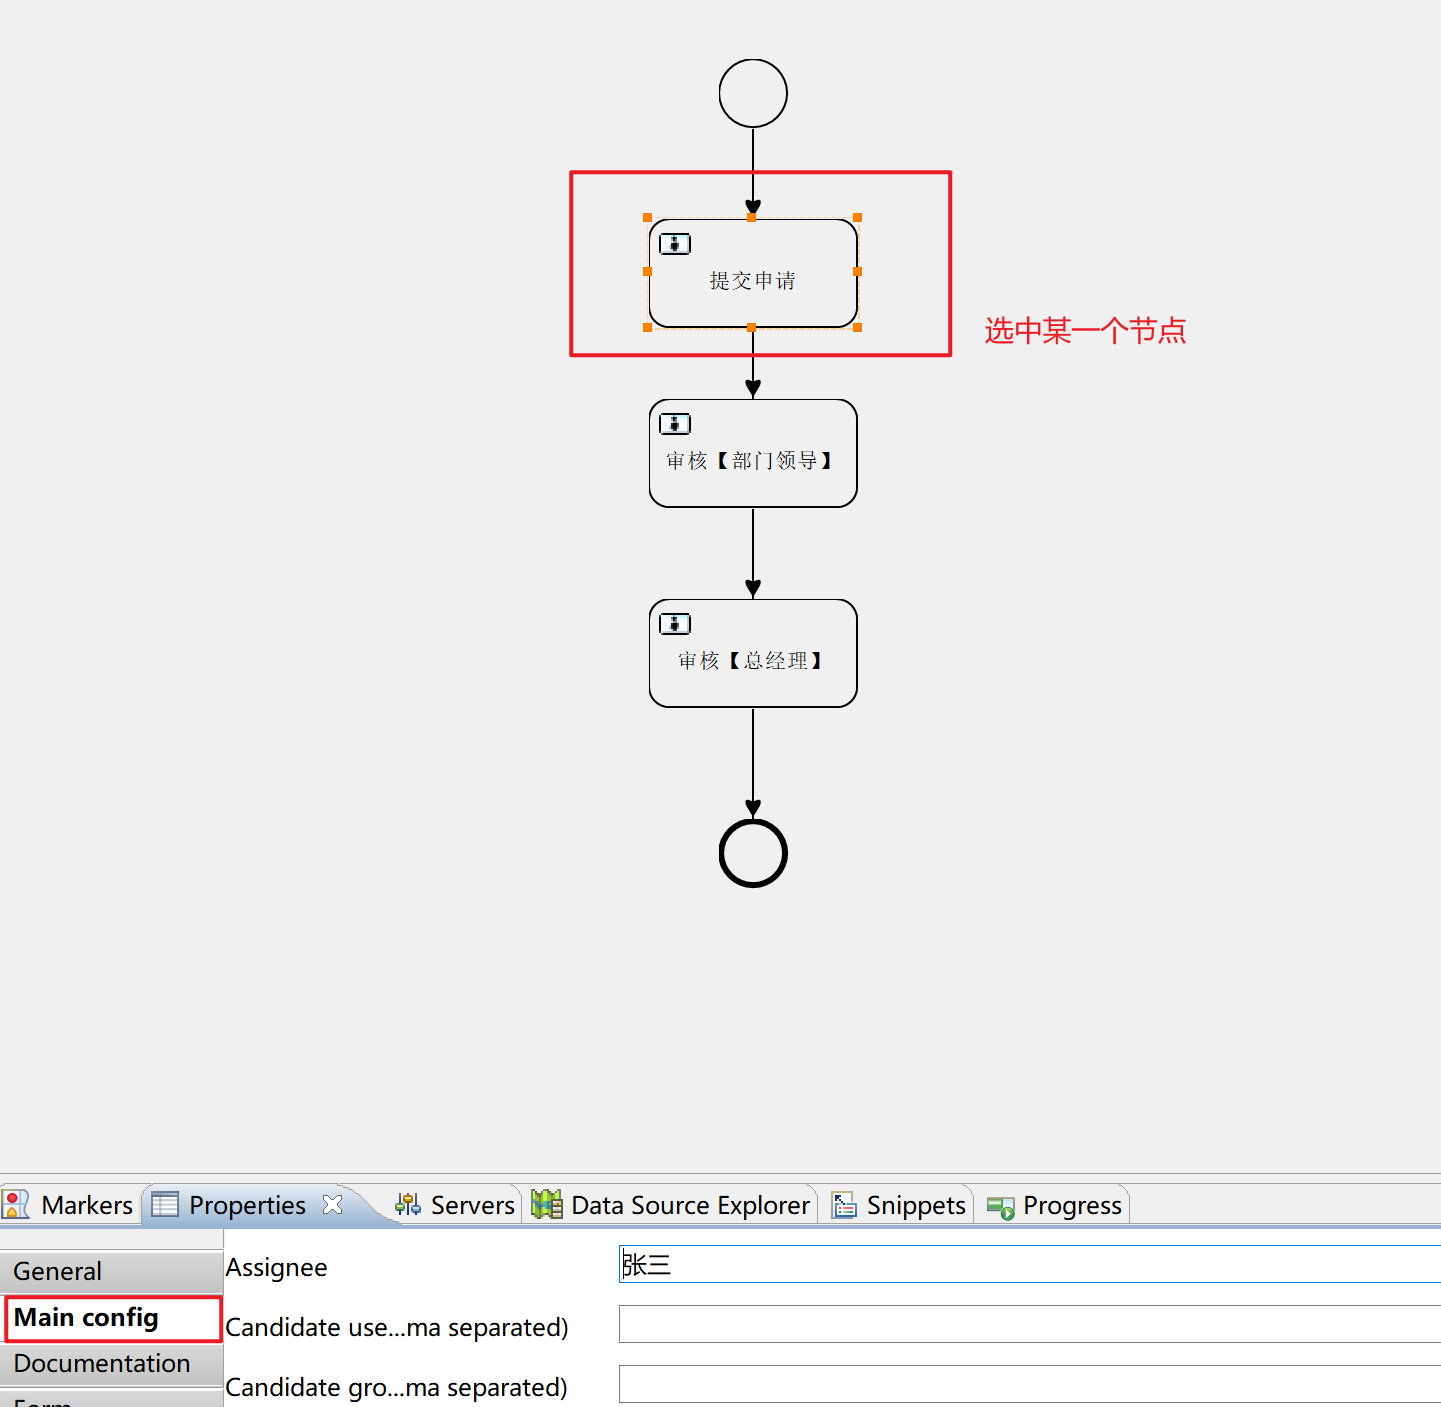 提交申请
选中某一个节点
审核【部门领导】
审核【总经理】
Markers Properties Servers Data Source Explorer Snippets Progress
General
Assignee 张三
Main config
Candidate use...ma separated)
Documentation
Candidate gro...ma separated)
Form